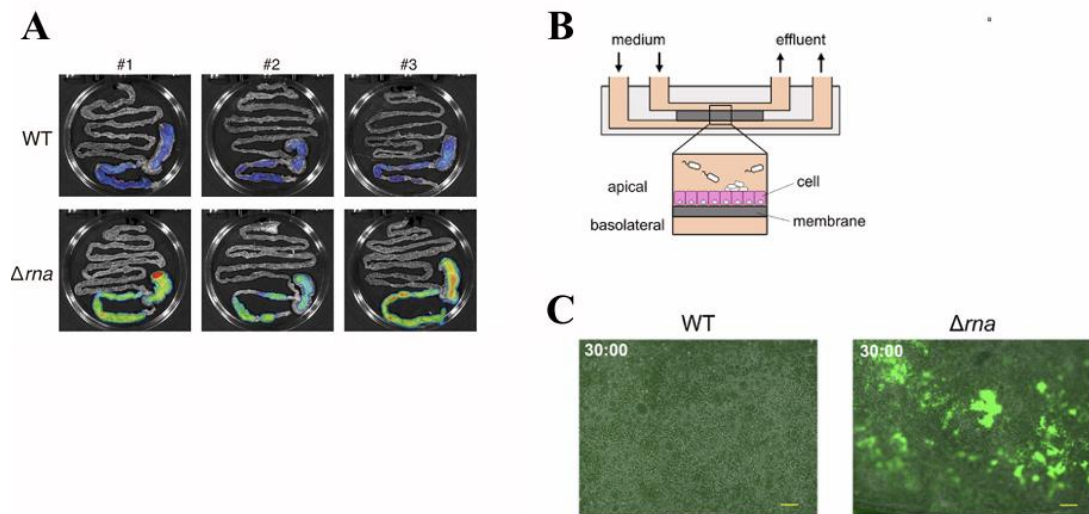 A
#1 #2 #3
WT
Δrna
B
medium effluent
apical
cell
basolateral
membrane
C
WT Δrna
30:00 30:00